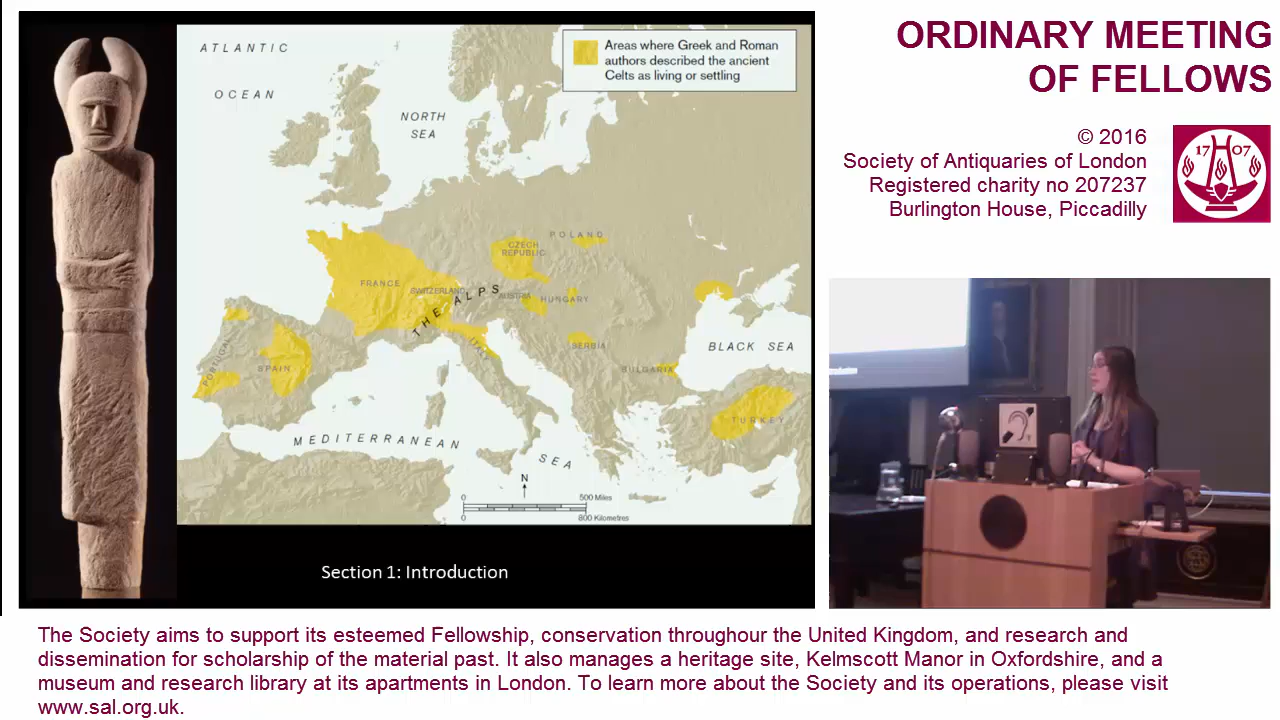 ORDINARY MEETING
OF FELLOWS
© 2016
Society of Antiquaries of London
Registered charity no 207237
Burlington House, Piccadilly
17 07
Areas where Greek and Roman
authors described the ancient
Celts as living or settling
ATLANTIC
OCEAN
NORTH
SEA
POLAND
CZECH
REPUBLIC
FRANCE
SWITZERLAND
AUSTRIA
HUNGARY
THE ALPS
ITALY
SERBIA
BULGARIA
BLACK SEA
PORTUGAL
SPAIN
TURKEY
MEDITERRANEAN
SEA
N
0 500 Miles
0 800 Kilometres
Section 1: Introduction
The Society aims to support its esteemed Fellowship, conservation throughour the United Kingdom, and research and
dissemination for scholarship of the material past. It also manages a heritage site, Kelmscott Manor in Oxfordshire, and a
museum and research library at its apartments in London. To learn more about the Society and its operations, please visit
www.sal.org.uk.